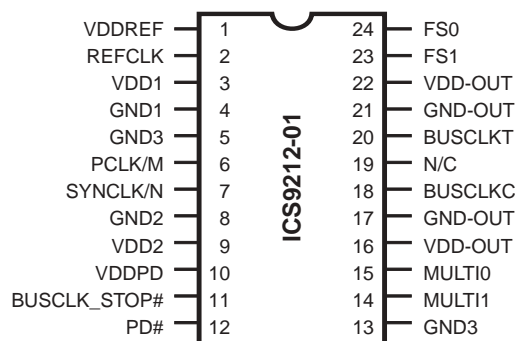 VDDREF 1 24 FS0
REFCLK 2 23 FS1
VDD1 3 22 VDD-OUT
GND1 4 21 GND-OUT
GND3 5 20 BUSCLKT
PCLK/M 6 19 N/C
SYNCLK/N 7 18 BUSCLKC
GND2 8 17 GND-OUT
VDD2 9 16 VDD-OUT
VDDPD 10 15 MULTI0
BUSCLK_STOP# 11 14 MULTI1
PD# 12 13 GND3
ICS9212-01